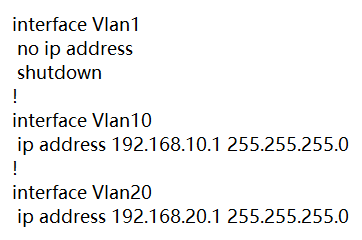 interface Vlan1
 no ip address
 shutdown
!
interface Vlan10
 ip address 192.168.10.1 255.255.255.0
!
interface Vlan20
 ip address 192.168.20.1 255.255.255.0